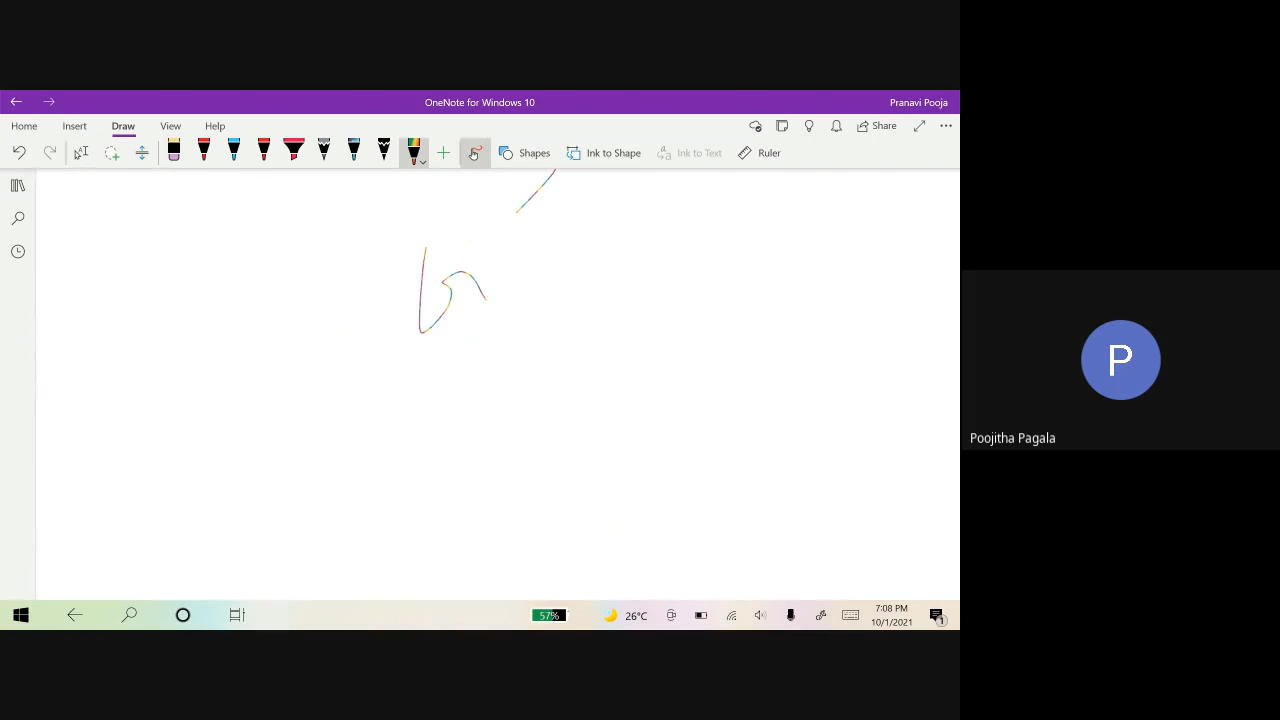 OneNote for Windows 10
Pranavi Pooja
Home Insert Draw View Help
Share
Shapes Ink to Shape Ink to Text Ruler
P
Poojitha Pagala
57%
26°C
7:08 PM
10/1/2021
1